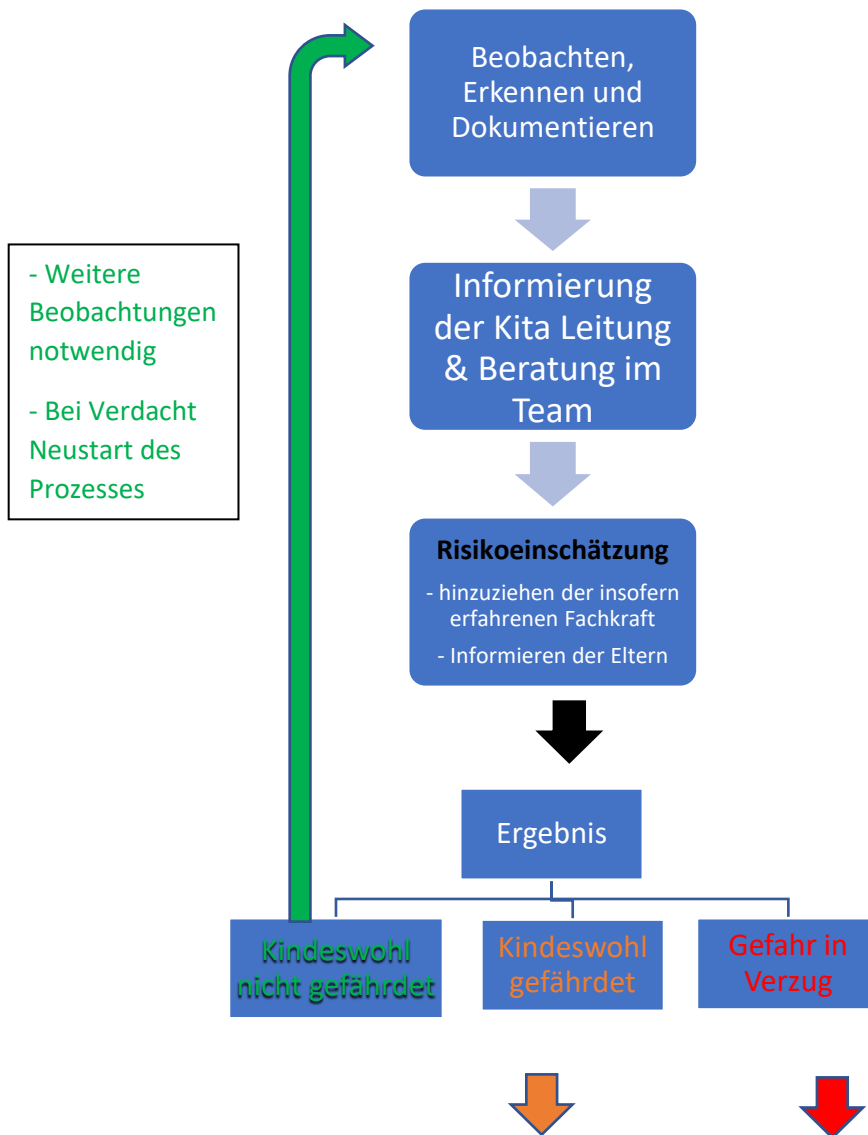 Beobachten,
Erkennen und
Dokumentieren
- Weitere
Beobachtungen
notwendig
- Bei Verdacht
Neustart des
Prozesses
Informierung
der Kita Leitung
& Beratung im
Team
Risikoeinschätzung
- hinzuziehen der insofern
erfahrenen Fachkraft
- Informieren der Eltern
Ergebnis
Kindeswohl
nicht gefährdet
Kindeswohl
gefährdet
Gefahr in
Verzug